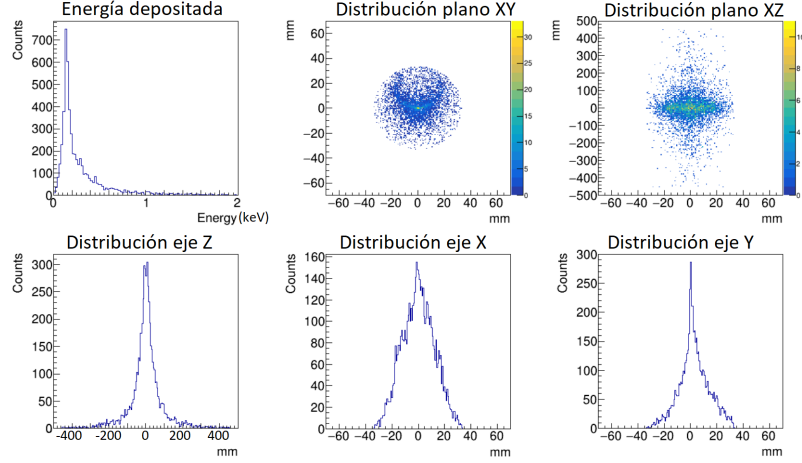 Energía depositada
Counts
700
600
500
400
300
200
100
0
0 1 2
Energy (keV)
Distribución plano XY
mm
60
40
20
0
−20
−40
−60
−60 −40 −20 0 20 40 60
mm
30
25
20
15
10
5
0
Distribución plano XZ
mm
500
400
300
200
100
0
−100
−200
−300
−400
−500
−60 −40 −20 0 20 40 60
mm
10
8
6
4
2
0
Distribución eje Z
Counts
300
250
200
150
100
50
0
−400 −200 0 200 400
mm
Distribución eje X
Counts
160
140
120
100
80
60
40
20
0
−60 −40 −20 0 20 40 60
mm
Distribución eje Y
Counts
300
250
200
150
100
50
0
−60 −40 −20 0 20 40 60
mm